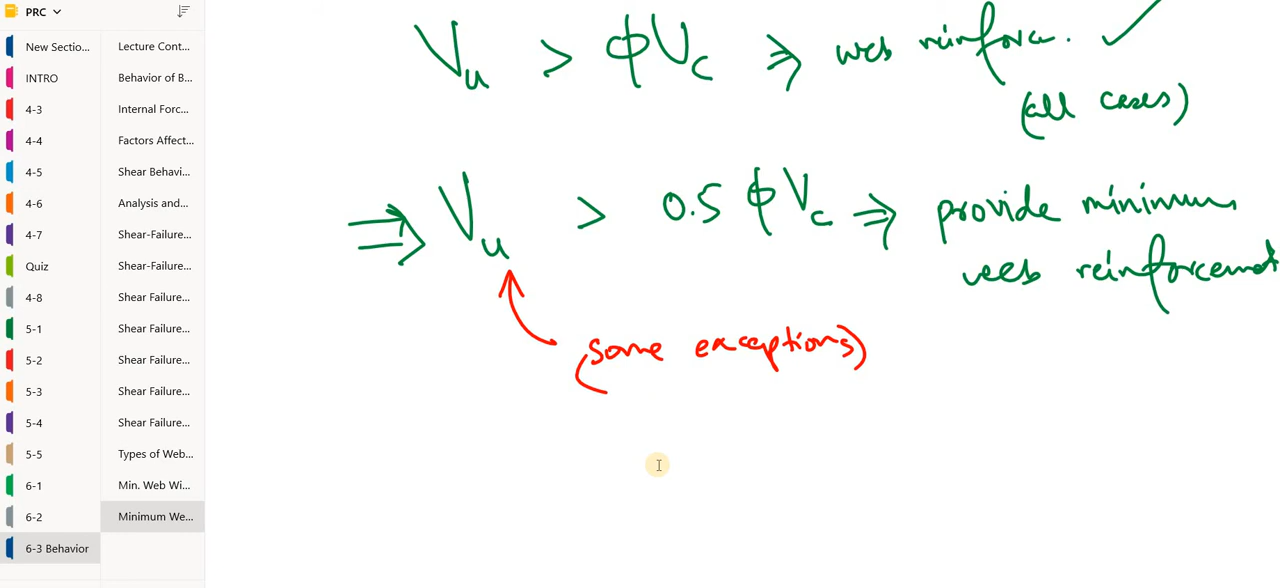 PRC
New Sectio...
INTRO
4-3
4-4
4-5
4-6
4-7
Quiz
4-8
5-1
5-2
5-3
5-4
5-5
6-1
6-2
6-3 Behavior
Lecture Cont...
Behavior of B...
Internal Forc...
Factors Affect...
Shear Behavi...
Analysis and...
Shear-Failure...
Shear-Failure...
Shear Failure...
Shear Failure...
Shear Failure...
Shear Failure...
Shear Failure...
Types of Web...
Min. Web Wi...
Minimum We...
Vu > ϕVc ⇒ web reinforce. ✓
(all cases)
⇒ Vu > 0.5 ϕVc ⇒ provide minimum
web reinforcement
(some exceptions)